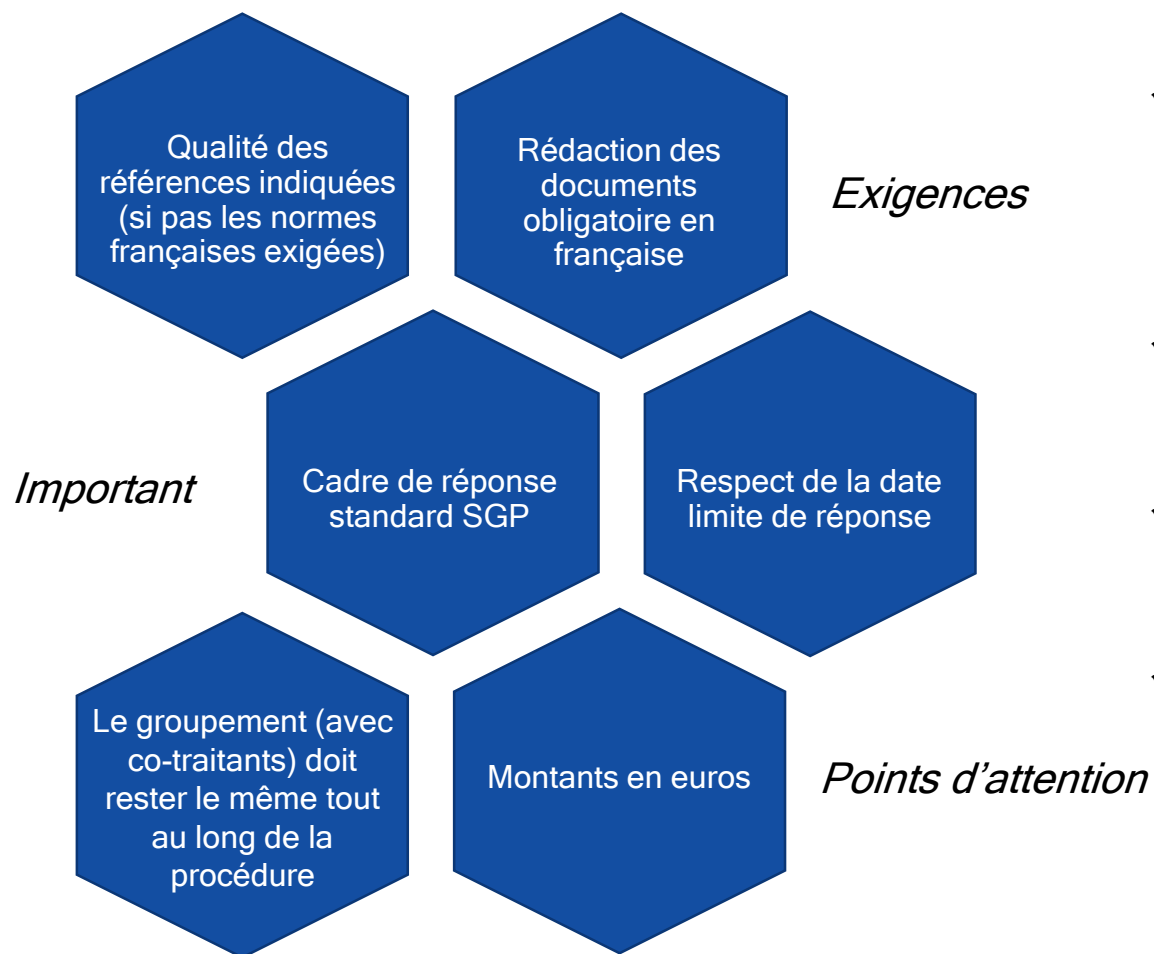 Qualité des
références indiquées
(si pas les normes
françaises exigées)
Rédaction des
documents
obligatoire en
française
Exigences
Important
Cadre de réponse
standard SGP
Respect de la date
limite de réponse
Le groupement (avec
co-traitants) doit
rester le même tout
au long de la
procédure
Montants en euros
Points d’attention